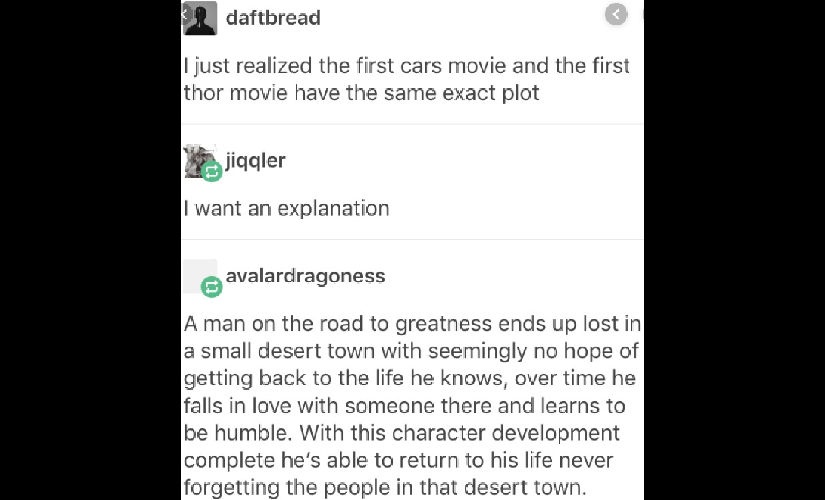 daftbread
I just realized the first cars movie and the first
thor movie have the same exact plot
jiqqler
I want an explanation
avalardragoness
A man on the road to greatness ends up lost in
a small desert town with seemingly no hope of
getting back to the life he knows, over time he
falls in love with someone there and learns to
be humble. With this character development
complete he's able to return to his life never
forgetting the people in that desert town.